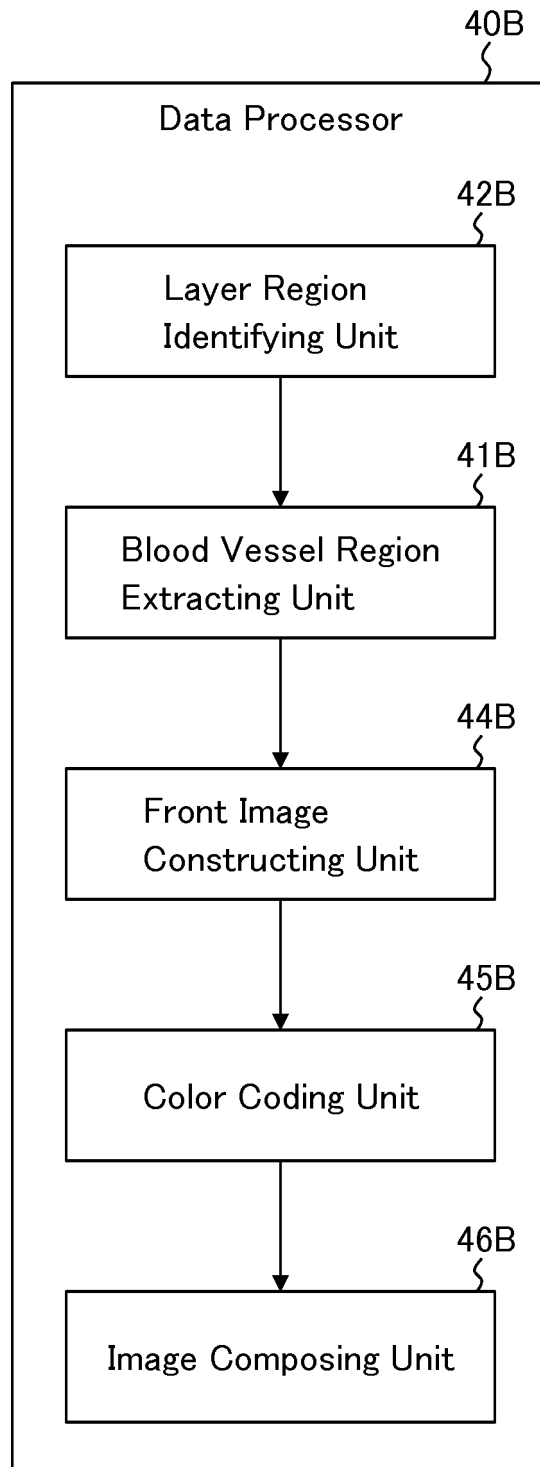 40B
Data Processor
42B
Layer Region
Identifying Unit
41B
Blood Vessel Region
Extracting Unit
44B
Front Image
Constructing Unit
45B
Color Coding Unit
46B
Image Composing Unit